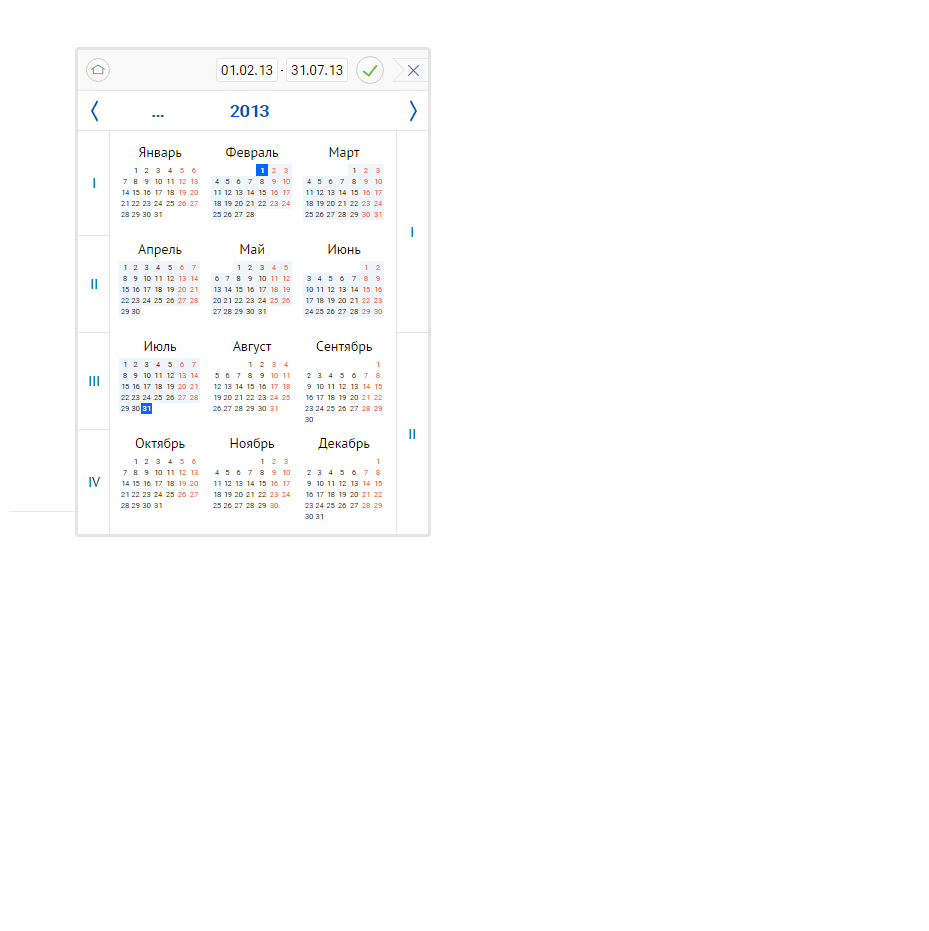 01.02.13 - 31.07.13
... 2013
Январь Февраль Март
1 2 3 4 5 6 1 2 3 1 2 3
I 7 8 9 10 11 12 13 4 5 6 7 8 9 10 4 5 6 7 8 9 10
14 15 16 17 18 19 20 11 12 13 14 15 16 17 11 12 13 14 15 16 17
21 22 23 24 25 26 27 18 19 20 21 22 23 24 18 19 20 21 22 23 24
28 29 30 31 25 26 27 28 25 26 27 28 29 30 31
I
Апрель Май Июнь
1 2 3 4 5 6 7 1 2 3 4 5 1 2
8 9 10 11 12 13 14 6 7 8 9 10 11 12 3 4 5 6 7 8 9
II 15 16 17 18 19 20 21 13 14 15 16 17 18 19 10 11 12 13 14 15 16
22 23 24 25 26 27 28 20 21 22 23 24 25 26 17 18 19 20 21 22 23
29 30 27 28 29 30 31 24 25 26 27 28 29 30
Июль Август Сентябрь
1 2 3 4 5 6 7 1 2 3 4 1
8 9 10 11 12 13 14 5 6 7 8 9 10 11 2 3 4 5 6 7 8
III 15 16 17 18 19 20 21 12 13 14 15 16 17 18 9 10 11 12 13 14 15
22 23 24 25 26 27 28 19 20 21 22 23 24 25 16 17 18 19 20 21 22
29 30 31 26 27 28 29 30 31 23 24 25 26 27 28 29
30
II
Октябрь Ноябрь Декабрь
1 2 3 4 5 6 1 2 3 1
7 8 9 10 11 12 13 4 5 6 7 8 9 10 2 3 4 5 6 7 8
IV 14 15 16 17 18 19 20 11 12 13 14 15 16 17 9 10 11 12 13 14 15
21 22 23 24 25 26 27 18 19 20 21 22 23 24 16 17 18 19 20 21 22
28 29 30 31 25 26 27 28 29 30 23 24 25 26 27 28 29
30 31